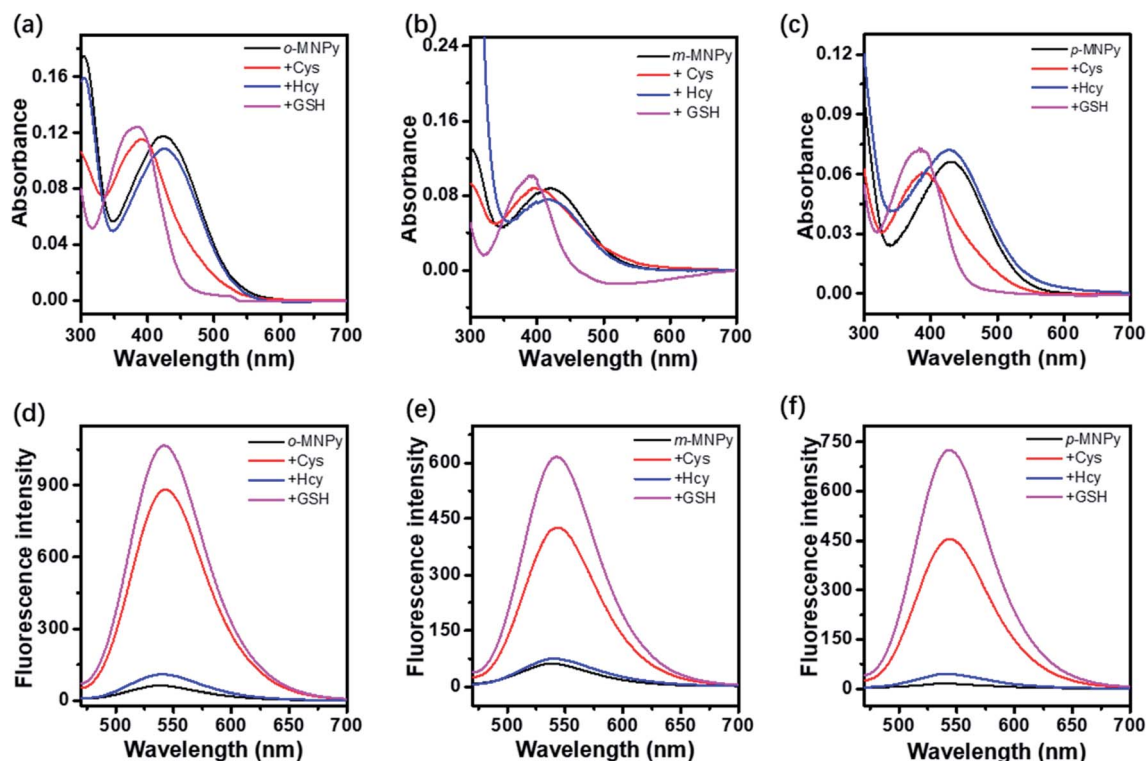 (a)
o-MNPy
+Cys
+Hcy
+GSH
0.16
0.12
0.08
0.04
0.00
Absorbance
300 400 500 600 700
Wavelength (nm)
(b)
m-MNPy
+ Cys
+ Hcy
+ GSH
0.24
0.16
0.08
0.00
Absorbance
300 400 500 600 700
Wavelength (nm)
(c)
p-MNPy
+Cys
+Hcy
+GSH
0.12
0.09
0.06
0.03
0.00
Absorbance
300 400 500 600 700
Wavelength (nm)
(d)
o-MNPy
+Cys
+Hcy
+GSH
900
600
300
0
Fluorescence intensity
500 550 600 650 700
Wavelength (nm)
(e)
m-MNPy
+Cys
+Hcy
+GSH
600
450
300
150
0
Fluorescence intensity
500 550 600 650 700
Wavelength (nm)
(f)
p-MNPy
+Cys
+Hcy
+GSH
750
600
450
300
150
0
Fluorescence intensity
500 550 600 650 700
Wavelength (nm)